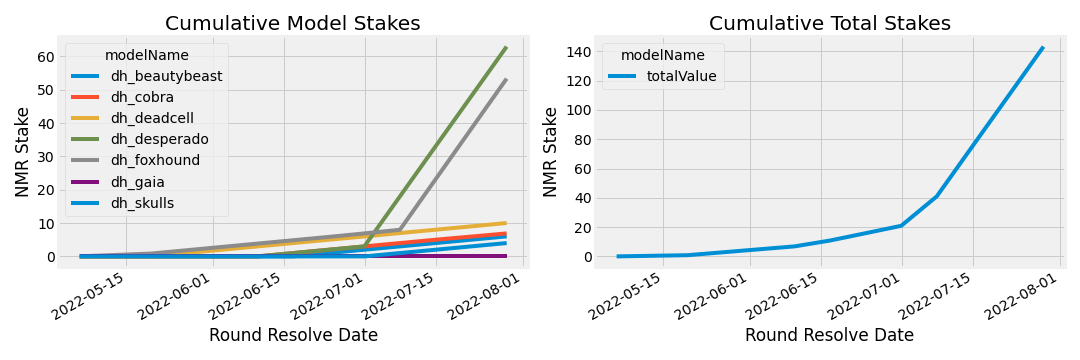 Cumulative Model Stakes
NMR Stake
60
50
40
30
20
10
0
modelName
dh_beautybeast
dh_cobra
dh_deadcell
dh_desperado
dh_foxhound
dh_gaia
dh_skulls
2022-05-15
2022-06-01
2022-06-15
2022-07-01
2022-07-15
2022-08-01
Round Resolve Date
Cumulative Total Stakes
NMR Stake
140
120
100
80
60
40
20
0
modelName
totalValue
2022-05-15
2022-06-01
2022-06-15
2022-07-01
2022-07-15
2022-08-01
Round Resolve Date